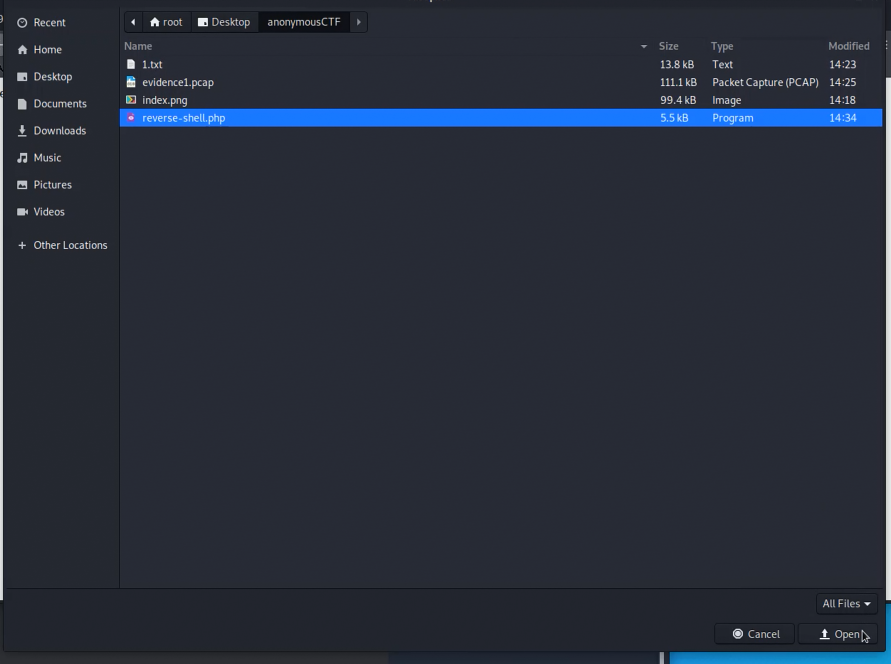 Recent
Home
Desktop
Documents
Downloads
Music
Pictures
Videos
Other Locations
root Desktop anonymousCTF
Name Size Type Modified
1.txt 13.8 kB Text 14:23
evidence1.pcap 111.1 kB Packet Capture (PCAP) 14:25
index.png 99.4 kB Image 14:18
reverse-shell.php 5.5 kB Program 14:34
All Files
Cancel Open